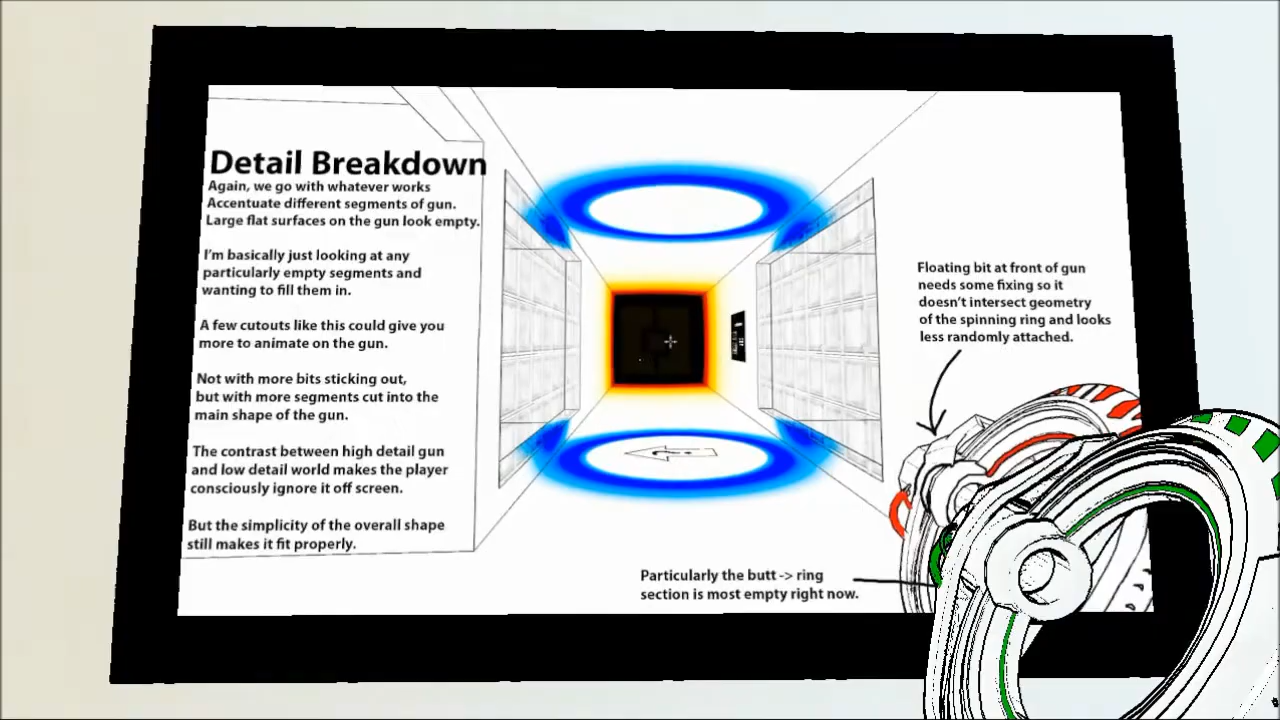 Detail Breakdown
Again, we go with whatever works
Accentuate different segments of gun.
Large flat surfaces on the gun look empty.
I'm basically just looking at any
particularly empty segments and
wanting to fill them in.
A few cutouts like this could give you
more to animate on the gun.
Not with more bits sticking out,
but with more segments cut into the
main shape of the gun.
The contrast between high detail gun
and low detail world makes the player
consciously ignore it off screen.
But the simplicity of the overall shape
still makes it fit properly.
Floating bit at front of gun
needs some fixing so it
doesn't intersect geometry
of the spinning ring and looks
less randomly attached.
Particularly the butt -> ring
section is most empty right now.